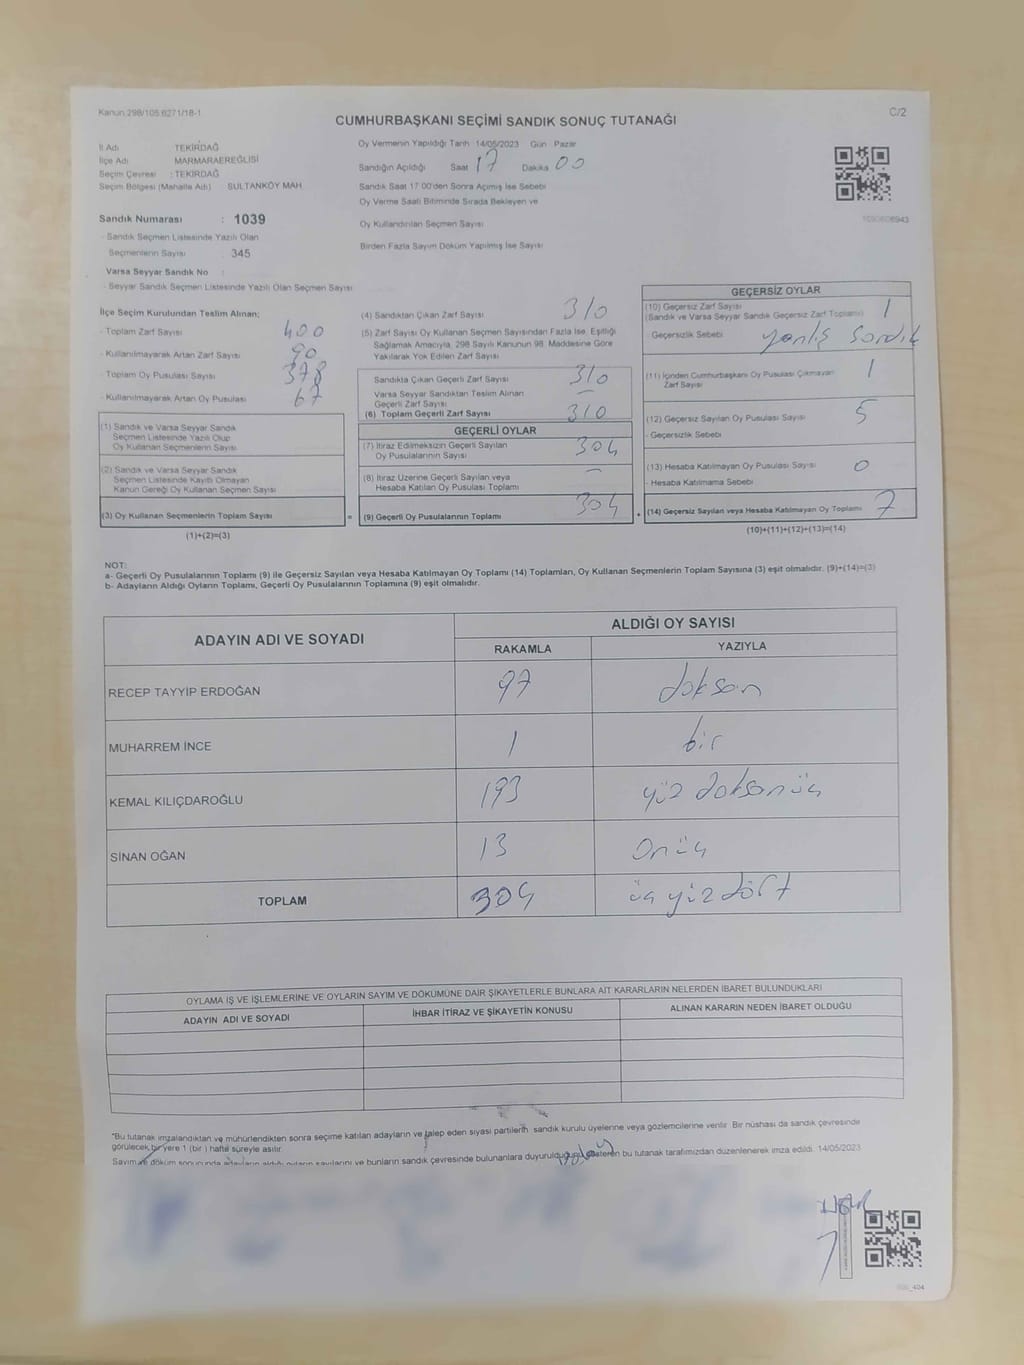 Kanun:298/105 6271/18-1
C/2
CUMHURBAŞKANI SEÇİMİ SANDIK SONUÇ TUTANAĞI
İl Adı TEKİRDAĞ
İlçe Adı MARMARAEREĞLİSİ
Seçim Çevresi : TEKİRDAĞ
Seçim Bölgesi (Mahalle Adı) SULTANKÖY MAH
Sandık Numarası : 1039
- Sandık Seçmen Listesinde Yazılı Olan
Seçmenlerin Sayısı 345
Varsa Seyyar Sandık No :
- Seyyar Sandık Seçmen Listesinde Yazılı Olan Seçmen Sayısı
Oy Vermenin Yapıldığı Tarih 14/05/2023 Gün Pazar
Sandığın Açıldığı Saat 17 Dakika 00
Sandık Saat 17:00'den Sonra Açımış İse Sebebi
Oy Verme Saati Bitiminde Sırada Bekleyen ve
Oy Kullandırılan Seçmen Sayısı
Birden Fazla Sayım Döküm Yapılmış İse Sayısı
İlçe Seçim Kurulundan Teslim Alınan;
- Toplam Zarf Sayısı 400
- Kullanılmayarak Artan Zarf Sayısı 90
- Toplam Oy Pusulası Sayısı 378
- Kullanılmayarak Artan Oy Pusulası 67
(1) Sandık ve Varsa Seyyar Sandık
Seçmen Listesinde Yazılı Olup
Oy Kullanan Seçmenlerin Sayısı
(2) Sandık ve Varsa Seyyar Sandık
Seçmen Listesinde Kayıtlı Olmayan
Kanun Gereği Oy Kullanan Seçmen Sayısı
(3) Oy Kullanan Seçmenlerin Toplam Sayısı
(1)+(2)=(3)
(4) Sandıktan Çıkan Zarf Sayısı 310
(5) Zarf Sayısı Oy Kullanan Seçmen Sayısından Fazla İse, Eşitliği
Sağlamak Amacıyla, 298 Sayılı Kanunun 98. Maddesine Göre
Yakılarak Yok Edilen Zarf Sayısı
Sandıkta Çıkan Geçerli Zarf Sayısı 310
Varsa Seyyar Sandıktan Teslim Alınan
Geçerli Zarf Sayısı —
(6) Toplam Geçerli Zarf Sayısı 310
GEÇERLİ OYLAR
(7) İtiraz Edilmeksizin Geçerli Sayılan
Oy Pusulalarının Sayısı 304
(8) İtiraz Üzerine Geçerli Sayılan veya
Hesaba Katılan Oy Pusulası Toplamı —
= (9) Geçerli Oy Pusulalarının Toplamı 304
GEÇERSİZ OYLAR
(10) Geçersiz Zarf Sayısı
(Sandık ve Varsa Seyyar Sandık Geçersiz Zarf Toplamı) 1
Geçersizlik Sebebi yanlış sandık
(11) İçinden Cumhurbaşkanı Oy Pusulası Çıkmayan
Zarf Sayısı 1
(12) Geçersiz Sayılan Oy Pusulası Sayısı 5
- Geçersizlik Sebebi
(13) Hesaba Katılmayan Oy Pusulası Sayısı 0
- Hesaba Katılmama Sebebi
+ (14) Geçersiz Sayılan veya Hesaba Katılmayan Oy Toplamı 7
(10)+(11)+(12)+(13)=(14)
NOT:
a- Geçerli Oy Pusulalarının Toplamı (9) ile Geçersiz Sayılan veya Hesaba Katılmayan Oy Toplamı (14) Toplamları, Oy Kullanan Seçmenlerin Toplam Sayısına (3) eşit olmalıdır. (9)+(14)=(3)
b- Adayların Aldığı Oyların Toplamı, Geçerli Oy Pusulalarının Toplamına (9) eşit olmalıdır.
ADAYIN ADI VE SOYADI ALDIĞI OY SAYISI
RAKAMLA YAZIYLA
RECEP TAYYİP ERDOĞAN 97 doksan
MUHARREM İNCE 1 bir
KEMAL KILIÇDAROĞLU 193 yüz doksanüç
SİNAN OĞAN 13 onüç
TOPLAM 304 üç yüz dört
OYLAMA İŞ VE İŞLEMLERİNE VE OYLARIN SAYIM VE DÖKÜMÜNE DAİR ŞİKAYETLERLE BUNLARA AİT KARARLARIN NELERDEN İBARET BULUNDUKLARI
ADAYIN ADI VE SOYADI İHBAR İTİRAZ VE ŞİKAYETİN KONUSU ALINAN KARARIN NEDEN İBARET OLDUĞU
*Bu tutanak imzalandıktan ve mühürlendikten sonra seçime katılan adayların ve talep eden siyasi partilerin sandık kurulu üyelerine veya gözlemcilerine verilir. Bir nüshası da sandık çevresinde
görülecek bir yere 1 (bir) hafta süreyle asılır.
Sayım ve döküm sonucunda adayların aldığı oyların sayılarını ve bunların sandık çevresinde bulunanlara duyurulduğunu gösteren bu tutanak tarafımızdan düzenlenerek imza edildi. 14/05/2023